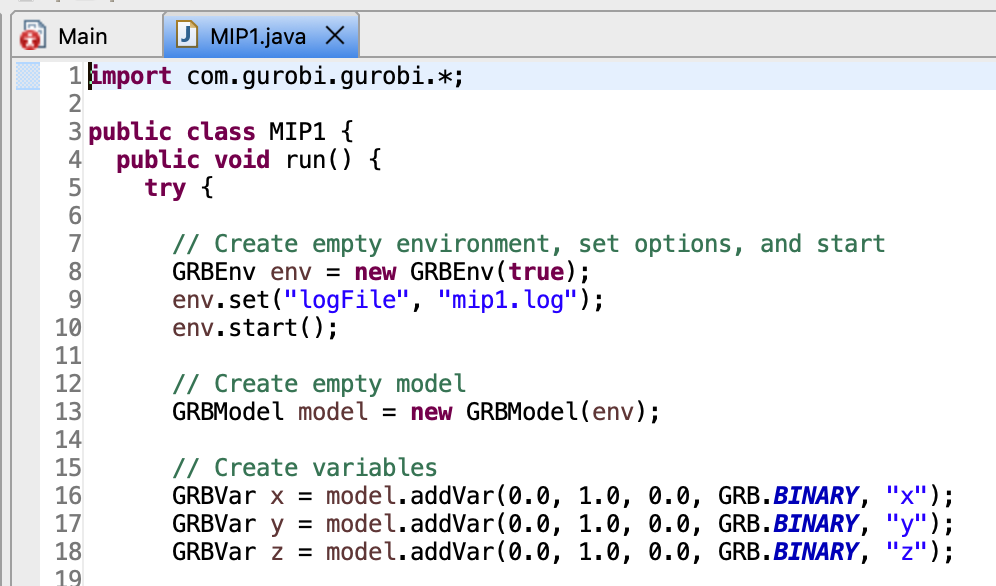 Main MIP1.java
1 import com.gurobi.gurobi.*;
2
3 public class MIP1 {
4   public void run() {
5     try {
6
7       // Create empty environment, set options, and start
8       GRBEnv env = new GRBEnv(true);
9       env.set("logFile", "mip1.log");
10       env.start();
11
12       // Create empty model
13       GRBModel model = new GRBModel(env);
14
15       // Create variables
16       GRBVar x = model.addVar(0.0, 1.0, 0.0, GRB.BINARY, "x");
17       GRBVar y = model.addVar(0.0, 1.0, 0.0, GRB.BINARY, "y");
18       GRBVar z = model.addVar(0.0, 1.0, 0.0, GRB.BINARY, "z");
19